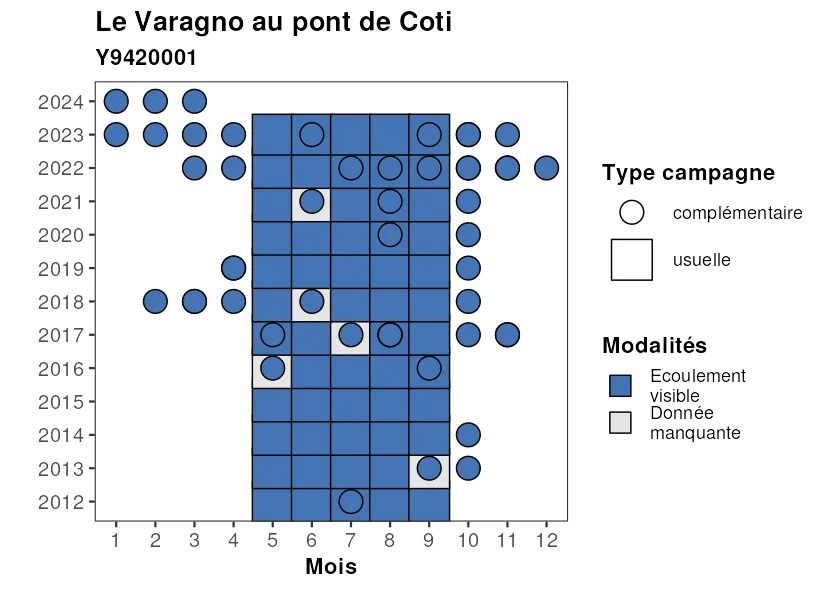 Le Varagno au pont de Coti
Y9420001
2024
2023
2022
2021
2020
2019
2018
2017
2016
2015
2014
2013
2012
1 2 3 4 5 6 7 8 9 10 11 12
Mois
Type campagne
complémentaire
usuelle
Modalités
Ecoulement
visible
Donnée
manquante